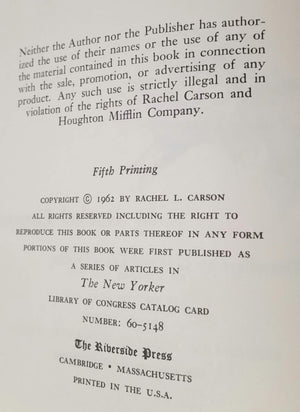 Neither the Author nor the Publisher has author-
ized the use of their names or the use of any of
the material contained in this book in connection
with the sale, promotion, or advertising of any
product. Any such use is strictly illegal and in
violation of the rights of Rachel Carson and
Houghton Mifflin Company.
Fifth Printing
COPYRIGHT © 1962 BY RACHEL L. CARSON
ALL RIGHTS RESERVED INCLUDING THE RIGHT TO
REPRODUCE THIS BOOK OR PARTS THEREOF IN ANY FORM
PORTIONS OF THIS BOOK WERE FIRST PUBLISHED AS
A SERIES OF ARTICLES IN
The New Yorker
LIBRARY OF CONGRESS CATALOG CARD
NUMBER: 60-5148
The Riverside Press
CAMBRIDGE · MASSACHUSETTS
PRINTED IN THE U.S.A.